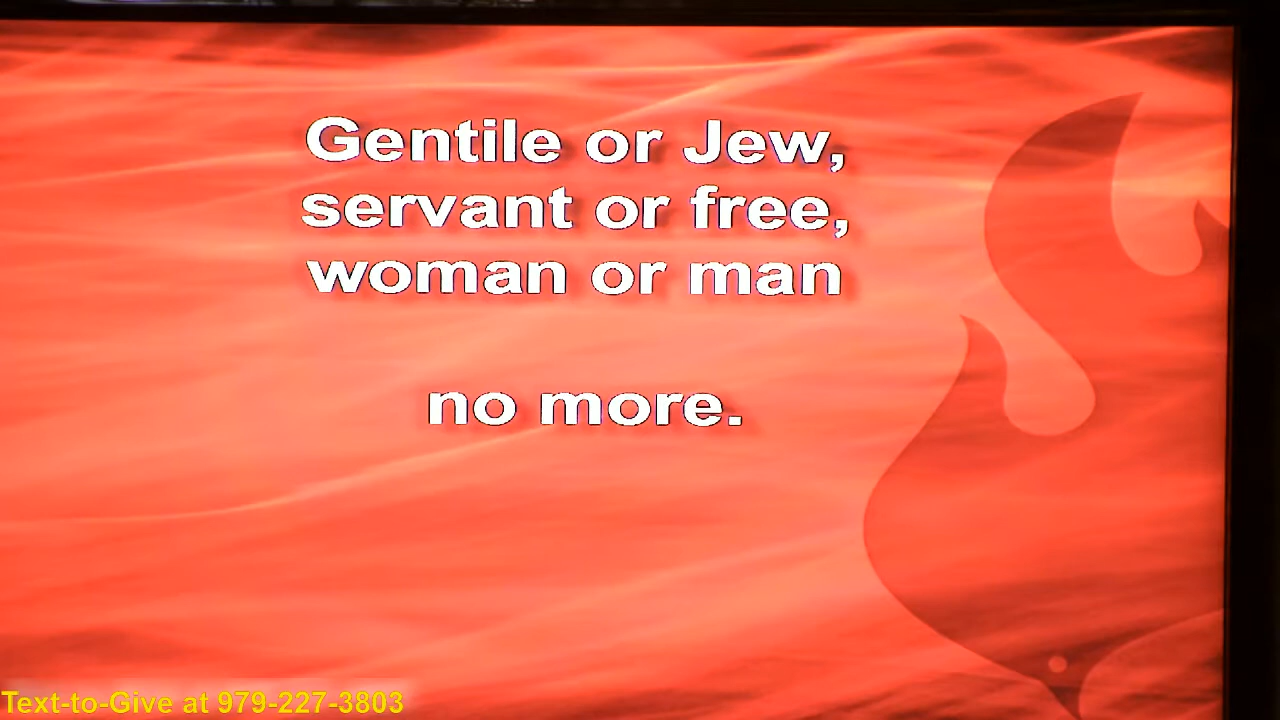 Gentile or Jew,
servant or free,
woman or man
no more.
Text-to-Give at 979-227-3803